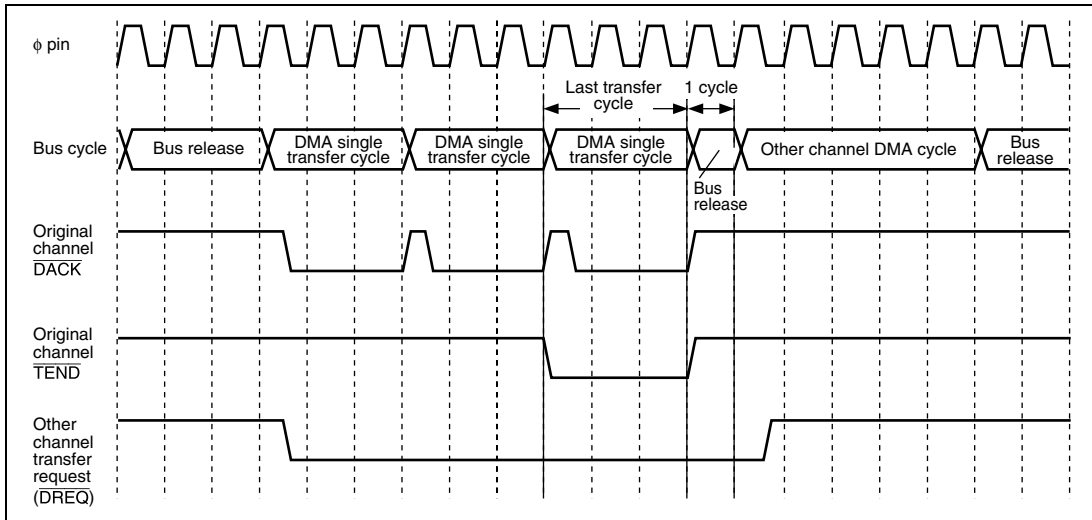 φ pin
Last transfer
cycle
1 cycle
Bus cycle
Bus release
DMA single
transfer cycle
DMA single
transfer cycle
DMA single
transfer cycle
Bus
release
Other channel DMA cycle
Bus
release
Original
channel
DACK
Original
channel
TEND
Other
channel
transfer
request
(DREQ)